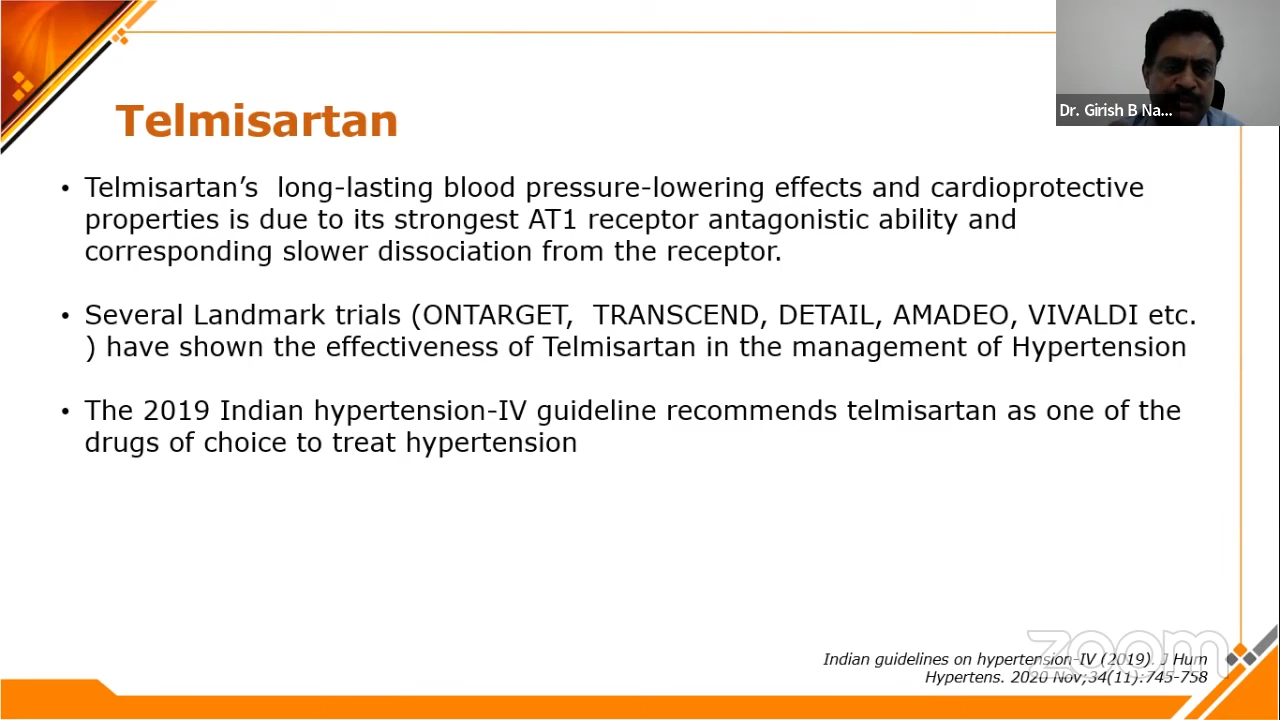 Dr. Girish B Na...
Telmisartan
• Telmisartan’s  long-lasting blood pressure-lowering effects and cardioprotective
properties is due to its strongest AT1 receptor antagonistic ability and
corresponding slower dissociation from the receptor.
• Several Landmark trials (ONTARGET,  TRANSCEND, DETAIL, AMADEO, VIVALDI etc.
) have shown the effectiveness of Telmisartan in the management of Hypertension
• The 2019 Indian hypertension-IV guideline recommends telmisartan as one of the
drugs of choice to treat hypertension
zoom
Indian guidelines on hypertension-IV (2019). J Hum
Hypertens. 2020 Nov;34(11):745-758